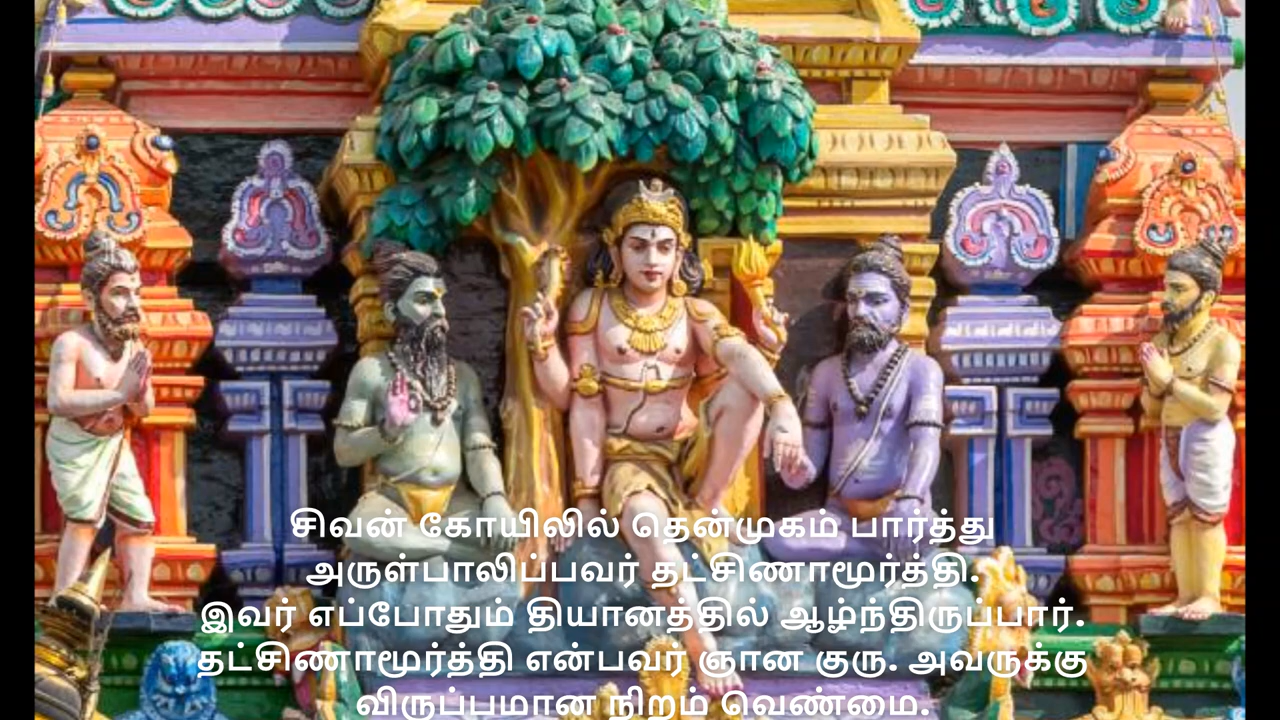 சிவன் கோயிலில் தென்முகம் பார்த்து
அருள்பாலிப்பவர் தட்சிணாமூர்த்தி.
இவர் எப்போதும் தியானத்தில் ஆழ்ந்திருப்பார்.
தட்சிணாமூர்த்தி என்பவர் ஞான குரு. அவருக்கு
விருப்பமான நிறம் வெண்மை.